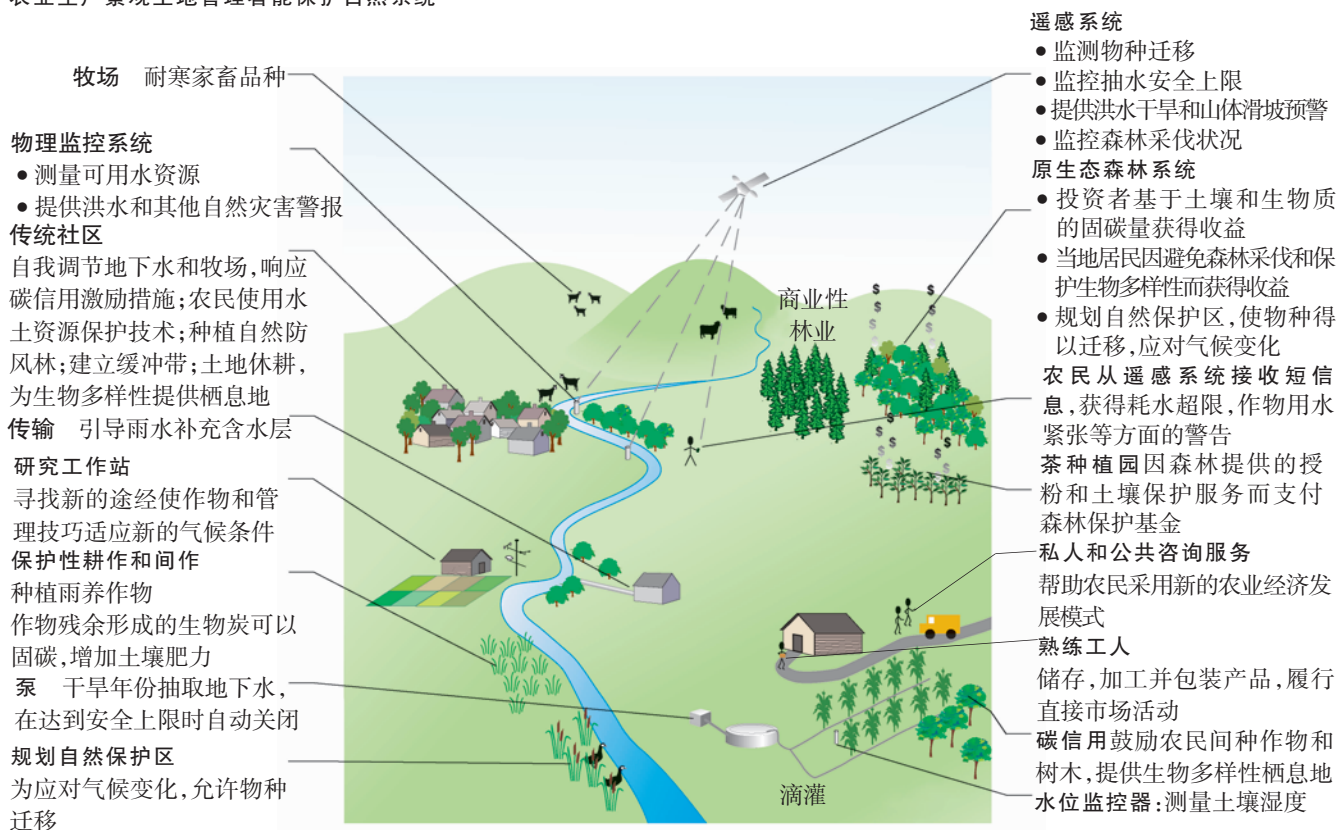 牧场 耐寒家畜品种
物理监控系统
• 测量可用水资源
• 提供洪水和其他自然灾害警报
传统社区
自我调节地下水和牧场,响应
碳信用激励措施;农民使用水
土资源保护技术;种植自然防
风林;建立缓冲带;土地休耕,
为生物多样性提供栖息地
传输 引导雨水补充含水层
研究工作站
寻找新的途经使作物和管
理技巧适应新的气候条件
保护性耕作和间作
种植雨养作物
作物残余形成的生物炭可以
固碳,增加土壤肥力
泵 干旱年份抽取地下水,
在达到安全上限时自动关闭
规划自然保护区
为应对气候变化,允许物种
迁移
商业性
林业
$ $
$ $
$ $
$ $
$ $
$ $
滴灌
遥感系统
• 监测物种迁移
• 监控抽水安全上限
• 提供洪水干旱和山体滑坡预警
• 监控森林采伐状况
原生态森林系统
• 投资者基于土壤和生物质
的固碳量获得收益
• 当地居民因避免森林采伐和保
护生物多样性而获得收益
• 规划自然保护区,使物种得
以迁移,应对气候变化
农民从遥感系统接收短信
息,获得耗水超限,作物用水
紧张等方面的警告
茶种植园因森林提供的授
粉和土壤保护服务而支付
森林保护基金
私人和公共咨询服务
帮助农民采用新的农业经济发
展模式
熟练工人
储存,加工并包装产品,履行
直接市场活动
碳信用鼓励农民间种作物和
树木,提供生物多样性栖息地
水位监控器:测量土壤湿度